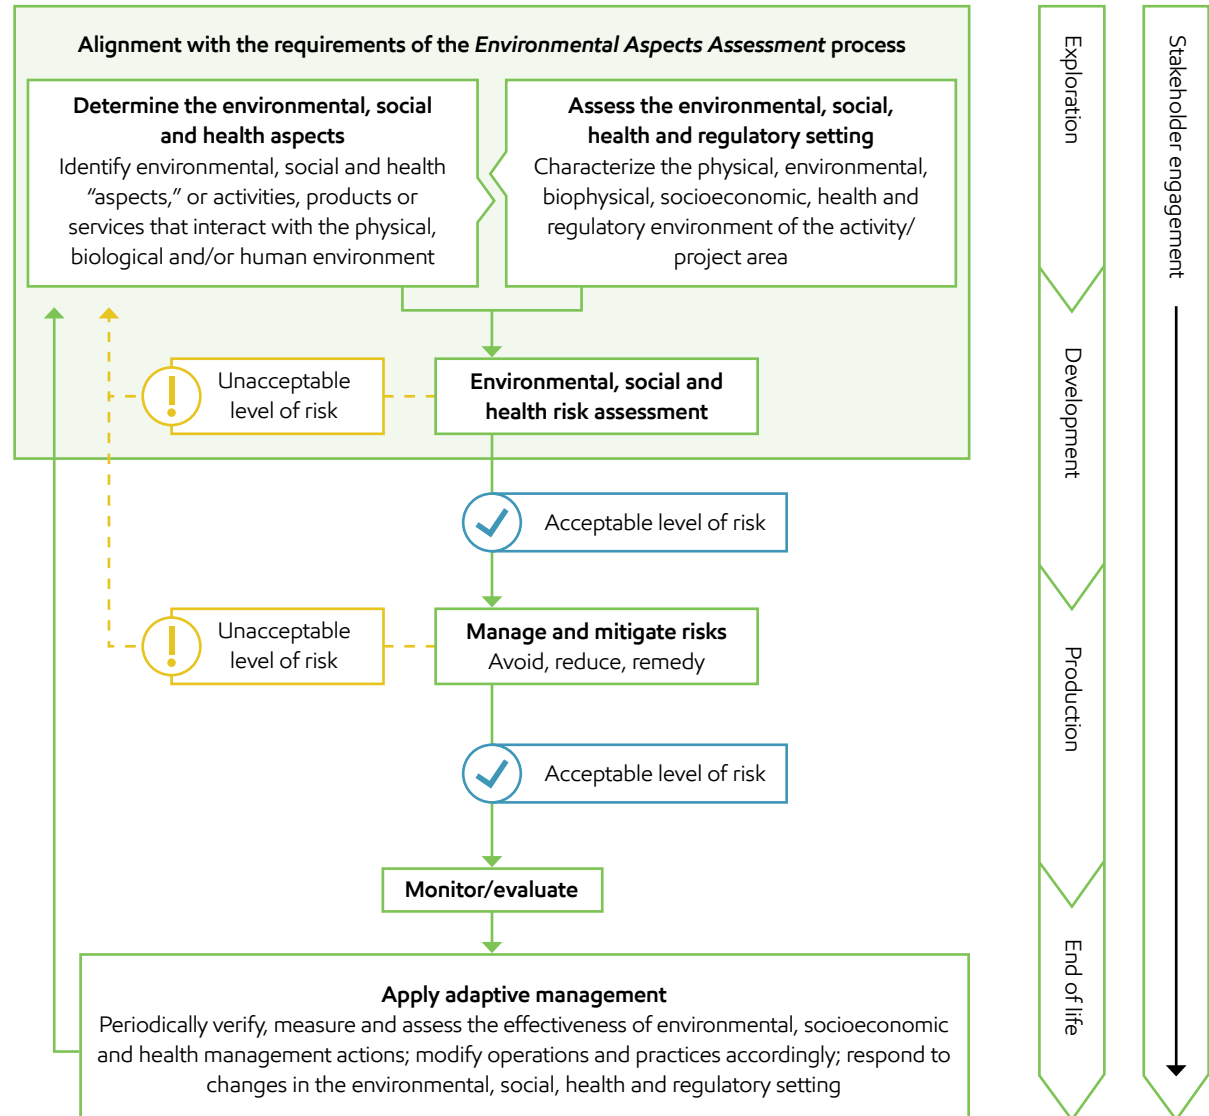 Alignment with the requirements of the Environmental Aspects Assessment process
Determine the environmental, social
and health aspects
Identify environmental, social and health
“aspects,” or activities, products or
services that interact with the physical,
biological and/or human environment
Assess the environmental, social,
health and regulatory setting
Characterize the physical, environmental,
biophysical, socioeconomic, health and
regulatory environment of the activity/
project area
Unacceptable
level of risk
Environmental, social and
health risk assessment
Acceptable level of risk
Unacceptable
level of risk
Manage and mitigate risks
Avoid, reduce, remedy
Acceptable level of risk
Monitor/evaluate
Apply adaptive management
Periodically verify, measure and assess the effectiveness of environmental, socioeconomic
and health management actions; modify operations and practices accordingly; respond to
changes in the environmental, social, health and regulatory setting
Exploration
Development
Production
End of life
Stakeholder engagement